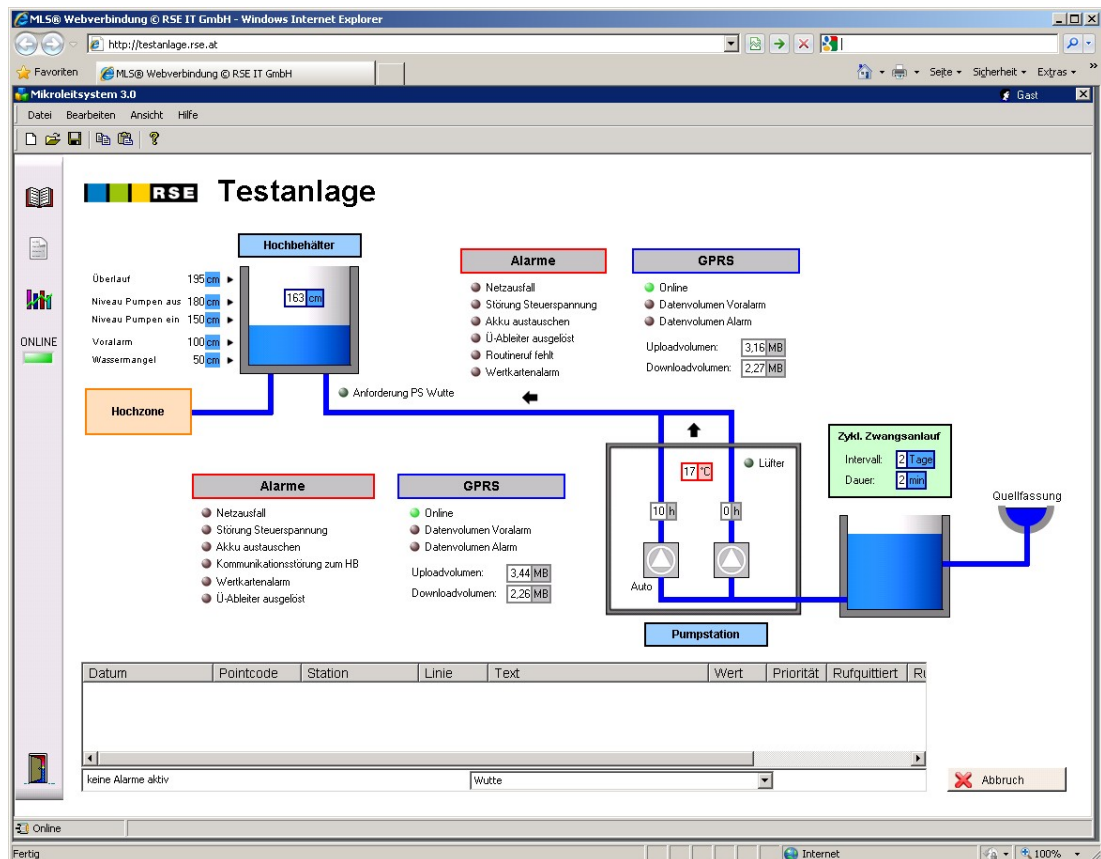 MLS® Webverbindung © RSE IT GmbH - Windows Internet Explorer
http://testanlage.rse.at
Favoriten
MLS® Webverbindung © RSE IT GmbH
Seite
Sicherheit
Extras
Mikroleitsystem 3.0
Gast
Datei Bearbeiten Ansicht Hilfe
RSE Testanlage
ONLINE
Hochbehälter
Überlauf 195 cm
Niveau Pumpen aus 180 cm
Niveau Pumpen ein 150 cm
Voralarm 100 cm
Wassermangel 50 cm
163 cm
Hochzone
Anforderung PS Wutte
Alarme
Netzausfall
Störung Steuerspannung
Akku austauschen
Ü-Ableiter ausgelöst
Routineruf fehlt
Wertkartenalarm
GPRS
Online
Datenvolumen Voralarm
Datenvolumen Alarm
Uploadvolumen: 3,16 MB
Downloadvolumen: 2,27 MB
Alarme
Netzausfall
Störung Steuerspannung
Akku austauschen
Kommunikationsstörung zum HB
Wertkartenalarm
Ü-Ableiter ausgelöst
GPRS
Online
Datenvolumen Voralarm
Datenvolumen Alarm
Uploadvolumen: 3,44 MB
Downloadvolumen: 2,26 MB
17 °C
Lüfter
10 h
0 h
Auto
Pumpstation
Zykl. Zwangsanlauf
Intervall: 2 Tage
Dauer: 2 min
Quellfassung
Datum Pointcode Station Linie Text Wert Priorität Rufquittiert Ru
keine Alarme aktiv
Wutte
Abbruch
Online
Fertig
Internet
100%